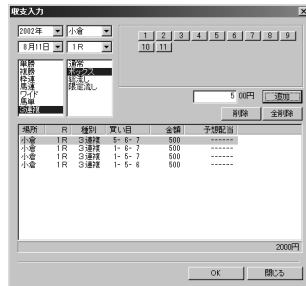 収支入力
2002年 小倉 1 2 3 4 5 6 7 8 9
8月11日 1R 10 11
単勝 通常
複勝 ボックス
枠連 総流し
馬連 限定流し
ワイド
馬単
3連複
5 00円 追加
削除 全削除
場所 R 種別 買い目 金額 予想配当
小倉 1R 3連複 5- 6- 7 500 ------
小倉 1R 3連複 1- 6- 7 500 ------
小倉 1R 3連複 1- 5- 7 500 ------
小倉 1R 3連複 1- 5- 6 500 ------
2000円
OK 閉じる